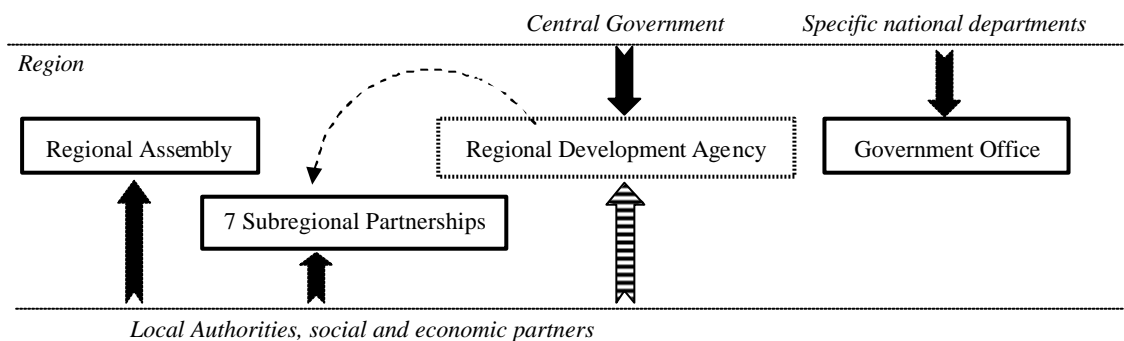 Central Government
Specific national departments
Region
Regional Assembly
Regional Development Agency
Government Office
7 Subregional Partnerships
Local Authorities, social and economic partners